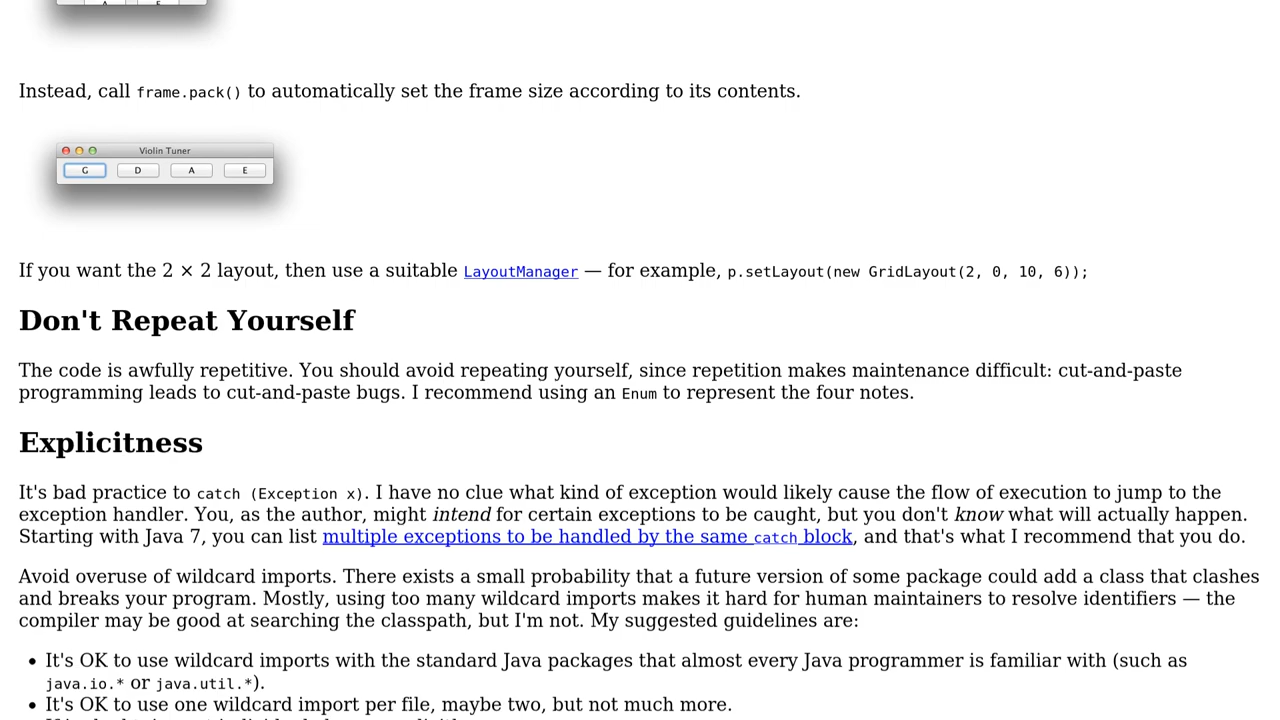 A E
Instead, call frame.pack() to automatically set the frame size according to its contents.
Violin Tuner
G D A E
If you want the 2 × 2 layout, then use a suitable LayoutManager — for example, p.setLayout(new GridLayout(2, 0, 10, 6));
Don't Repeat Yourself
The code is awfully repetitive. You should avoid repeating yourself, since repetition makes maintenance difficult: cut-and-paste
programming leads to cut-and-paste bugs. I recommend using an Enum to represent the four notes.
Explicitness
It's bad practice to catch (Exception x). I have no clue what kind of exception would likely cause the flow of execution to jump to the
exception handler. You, as the author, might intend for certain exceptions to be caught, but you don't know what will actually happen.
Starting with Java 7, you can list multiple exceptions to be handled by the same catch block, and that's what I recommend that you do.
Avoid overuse of wildcard imports. There exists a small probability that a future version of some package could add a class that clashes
and breaks your program. Mostly, using too many wildcard imports makes it hard for human maintainers to resolve identifiers — the
compiler may be good at searching the classpath, but I'm not. My suggested guidelines are:
• It's OK to use wildcard imports with the standard Java packages that almost every Java programmer is familiar with (such as
java.io.* or java.util.*).
• It's OK to use one wildcard import per file, maybe two, but not much more.